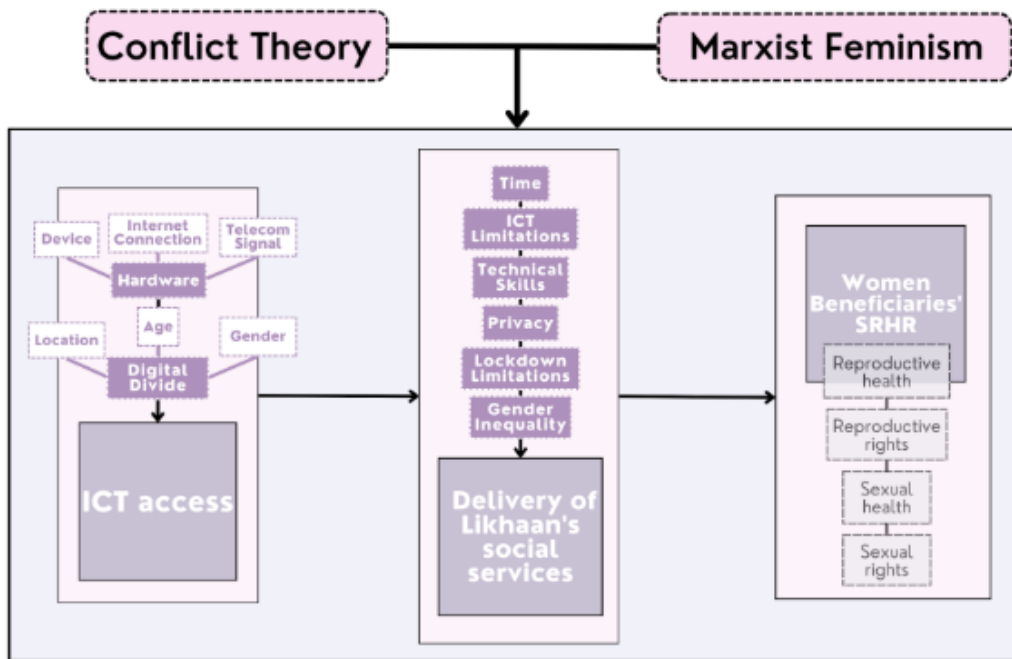 Conflict Theory
Marxist Feminism
Device
Internet
Connection
Telecom
Signal
Hardware
Location
Age
Gender
Digital
Divide
ICT access
Time
ICT
Limitations
Technical
Skills
Privacy
Lockdown
Limitations
Gender
Inequality
Delivery of
Likhaan's
social
services
Women
Beneficiaries'
SRHR
Reproductive
health
Reproductive
rights
Sexual
health
Sexual
rights